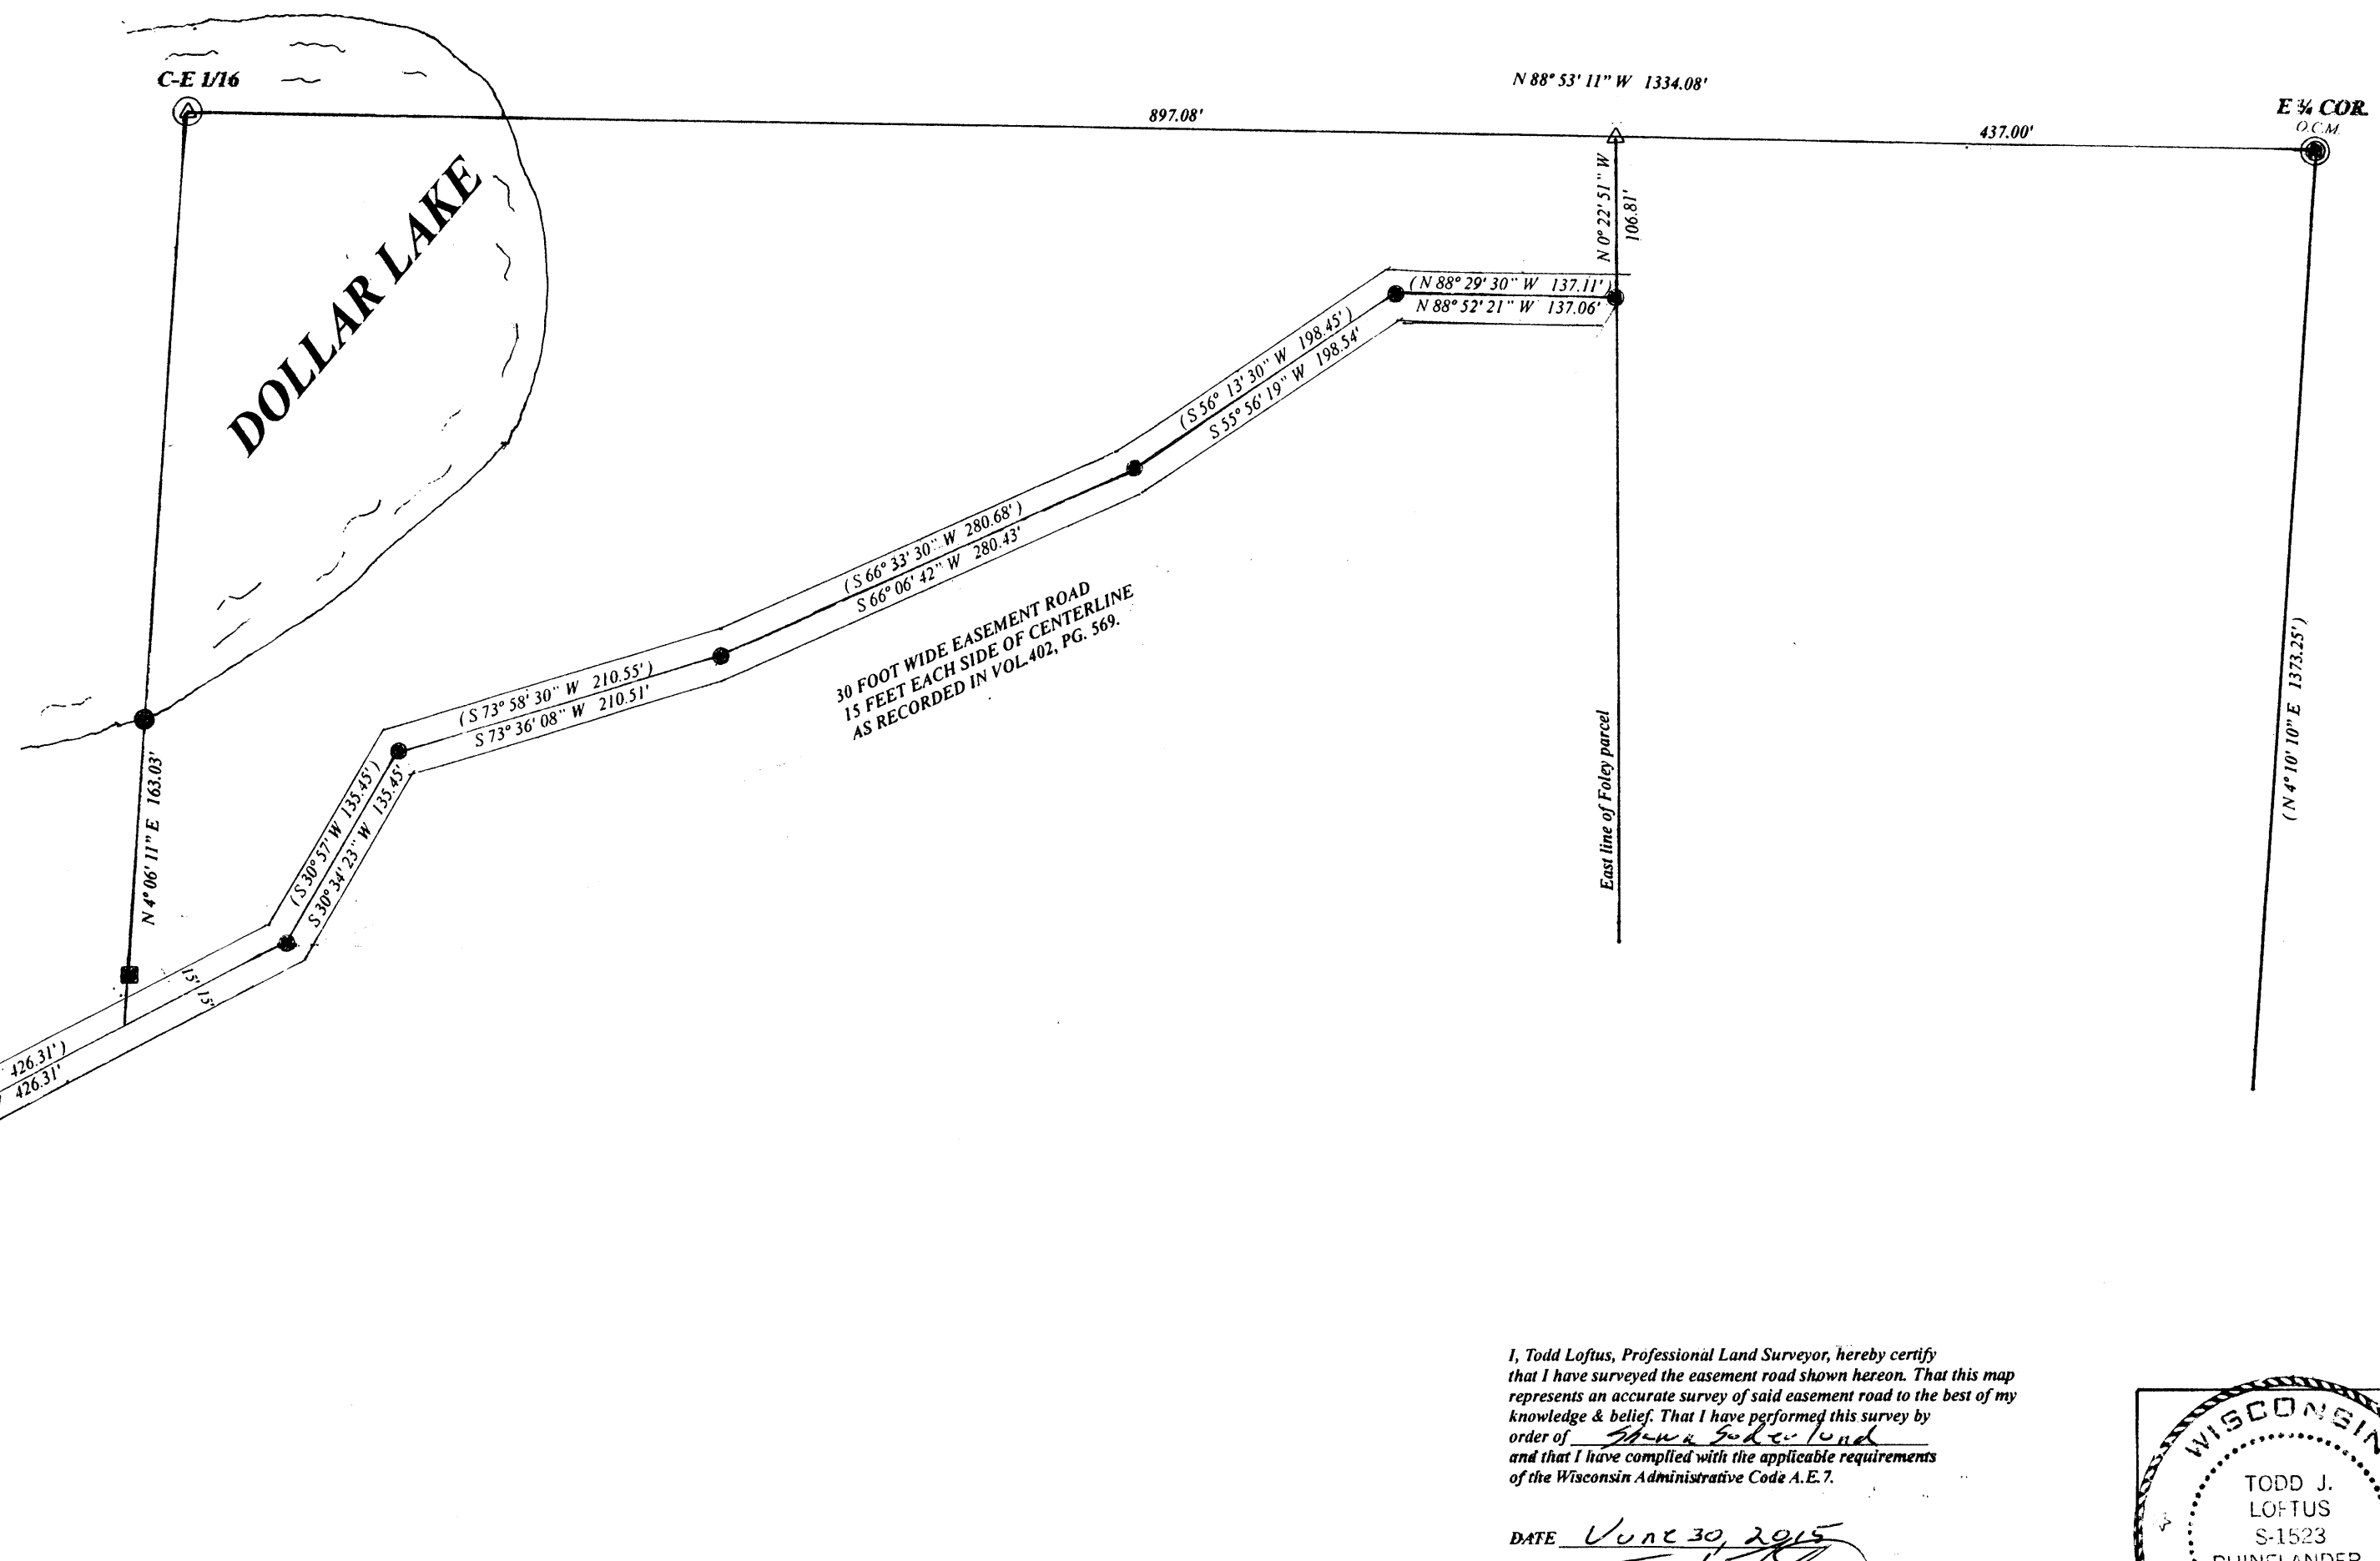 C-E 1/16
N 88° 53' 11" W 1334.08'
897.08'
E ¼ COR.
O.C.M.
437.00'
DOLLAR LAKE
N 0° 22' 51" W
106.81'
( N 88° 29' 30" W 137.11' )
N 88° 52' 21" W 137.06'
( S 56° 13' 30" W 198.45' )
S 55° 56' 19" W 198.54'
( S 66° 33' 30" W 280.68' )
S 66° 06' 42" W 280.43'
30 FOOT WIDE EASEMENT ROAD
15 FEET EACH SIDE OF CENTERLINE
AS RECORDED IN VOL.402, PG. 569.
( S 73° 58' 30" W 210.55' )
S 73° 36' 08" W 210.51'
( S 30° 57' W 135.45' )
S 30° 34' 23" W 135.45'
N 4° 06' 11" E 163.03'
15' 15'
426.31' )
426.31'
East line of Foley parcel
( N 4° 10' 10" E 1373.25' )
I, Todd Loftus, Professional Land Surveyor, hereby certify
that I have surveyed the easement road shown hereon. That this map
represents an accurate survey of said easement road to the best of my
knowledge & belief. That I have performed this survey by
order of Shawn Soderlund
and that I have complied with the applicable requirements
of the Wisconsin Administrative Code A.E.7.
DATE June 30, 2015
WISCONSIN
TODD J.
LOFTUS
S-1523
RHINELANDER